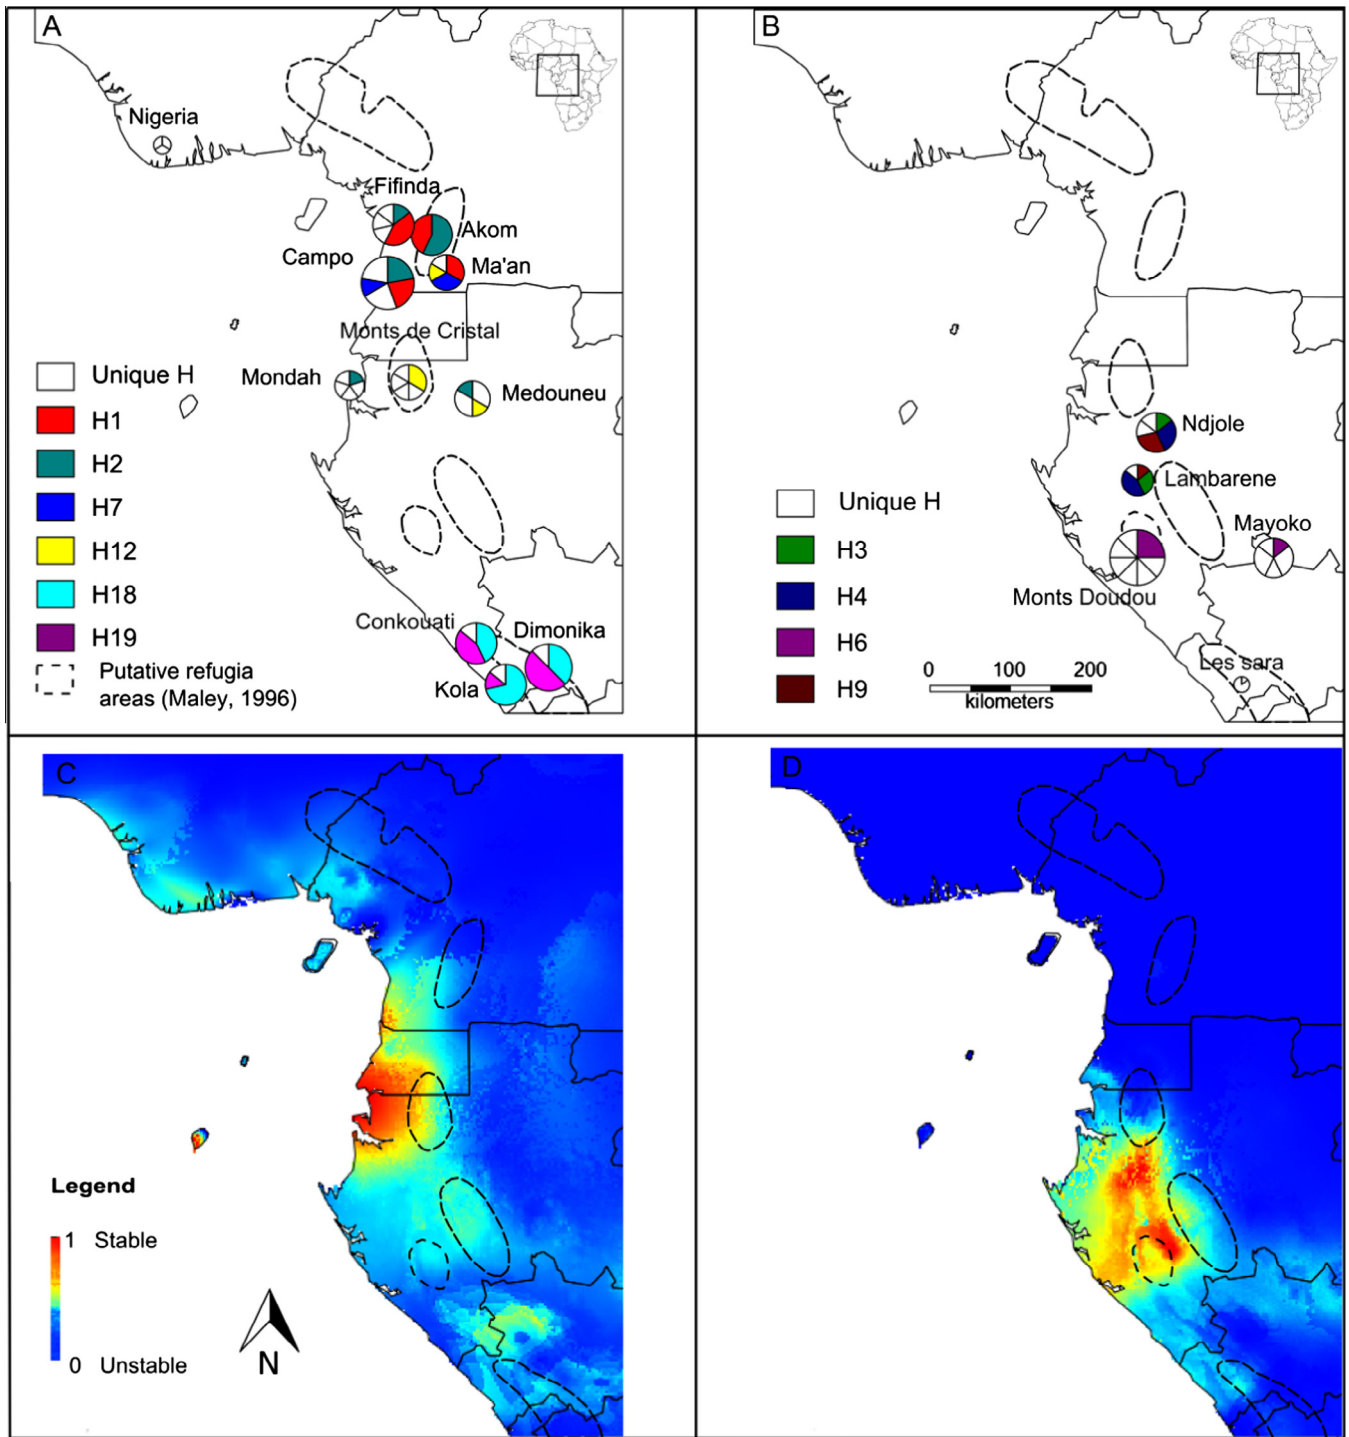 A
Nigeria
Fifinda
Akom
Campo
Ma'an
Monts de Cristal
Mondah
Medouneu
Unique H
H1
H2
H7
H12
H18
H19
Putative refugia
areas (Maley, 1996)
Conkouati
Dimonika
Kola
B
Ndjole
Lambarene
Mayoko
Monts Doudou
Les sara
Unique H
H3
H4
H6
H9
0 100 200
kilometers
C
Legend
1 Stable
0 Unstable
N
D